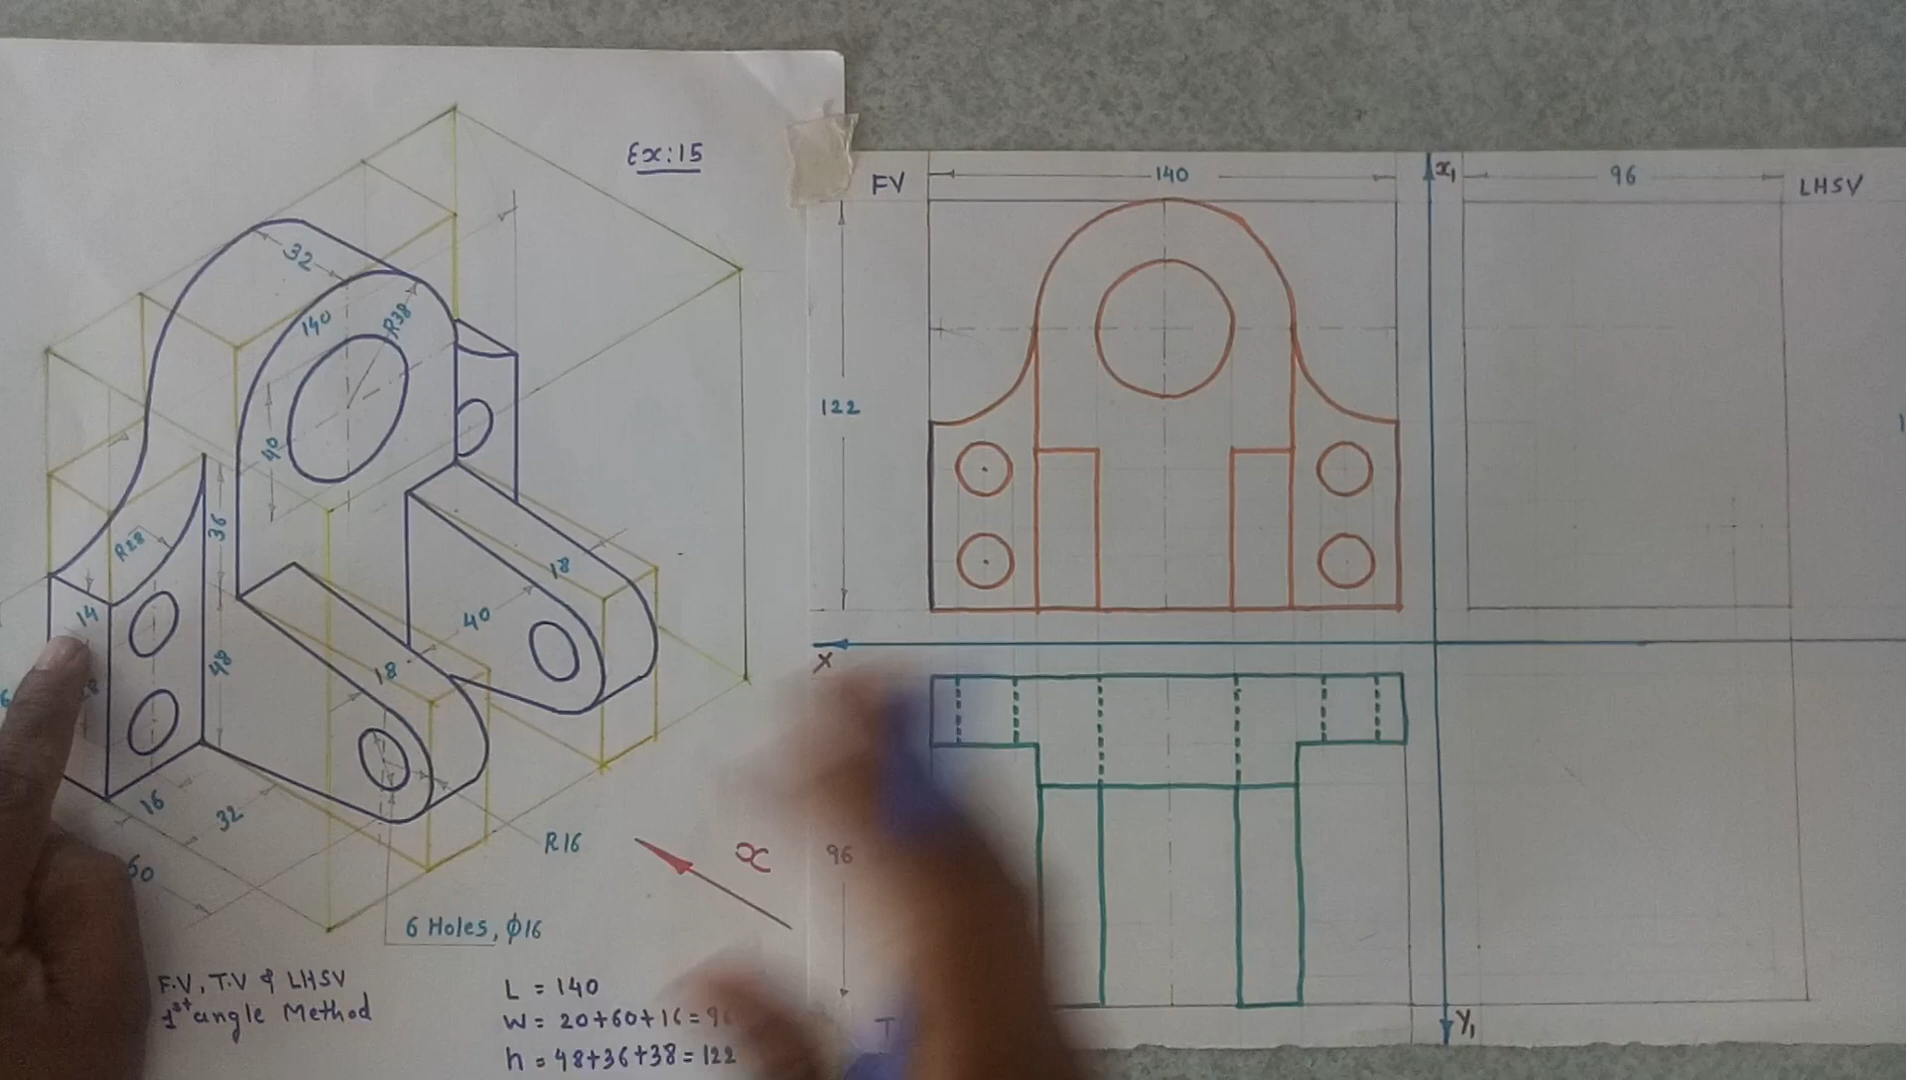 Ex:15
32
140
R38
40
36
R28
14
48
18
40
18
16
32
60
R16
x
6 Holes, ϕ16
F.V, T.V & LHSV
1st angle Method
L = 140
W = 20+60+16=96
h = 48+36+38=122
FV
140
x₁
96
LHSV
122
X
96
T
Y₁